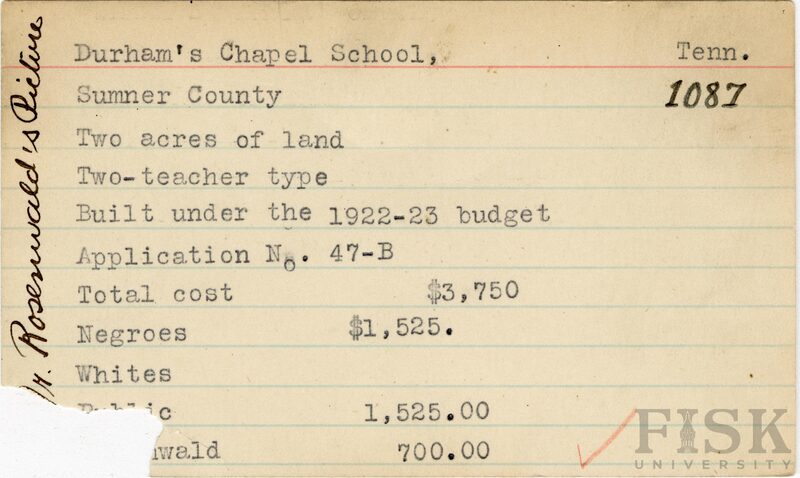 Durham's Chapel School, Tenn.
Sumner County 1087
Two acres of land
Two-teacher type
Built under the 1922-23 budget
Application No. 47-B
Total cost $3,750
Negroes $1,525.
Whites
1,525.00
700.00
Rosenwald's Picture
FISK
UNIVERSITY